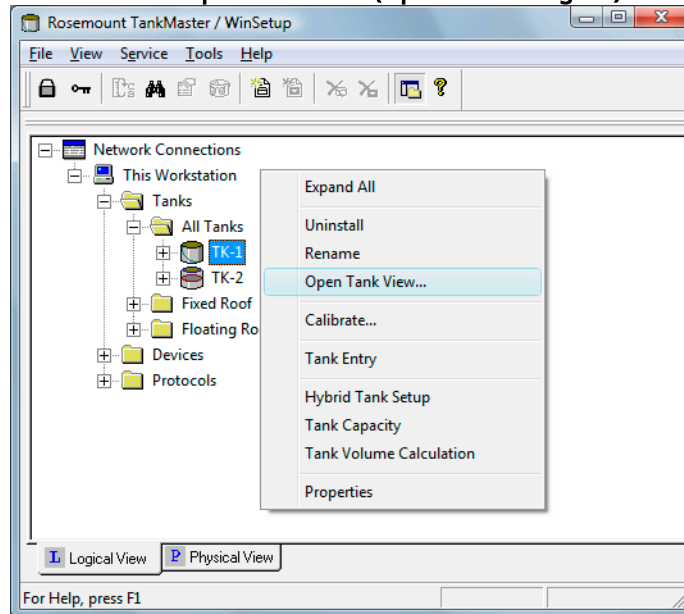 Rosemount TankMaster / WinSetup
File View Service Tools Help
Network Connections
This Workstation
Tanks
All Tanks
TK-1
TK-2
Fixed Roof
Floating Ro
Devices
Protocols
Expand All
Uninstall
Rename
Open Tank View...
Calibrate...
Tank Entry
Hybrid Tank Setup
Tank Capacity
Tank Volume Calculation
Properties
L Logical View P Physical View
For Help, press F1